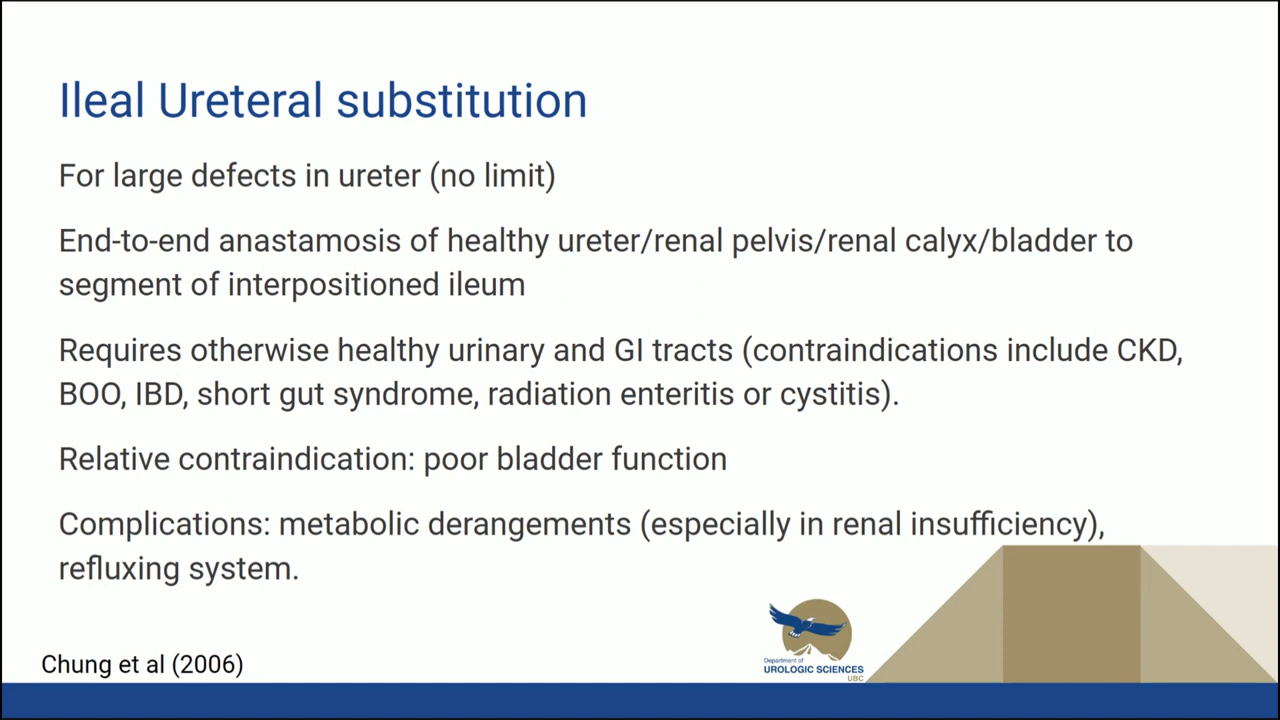 Ileal Ureteral substitution
For large defects in ureter (no limit)
End-to-end anastamosis of healthy ureter/renal pelvis/renal calyx/bladder to
segment of interpositioned ileum
Requires otherwise healthy urinary and GI tracts (contraindications include CKD,
BOO, IBD, short gut syndrome, radiation enteritis or cystitis).
Relative contraindication: poor bladder function
Complications: metabolic derangements (especially in renal insufficiency),
refluxing system.
Chung et al (2006)
Department of
UROLOGIC SCIENCES
UBC